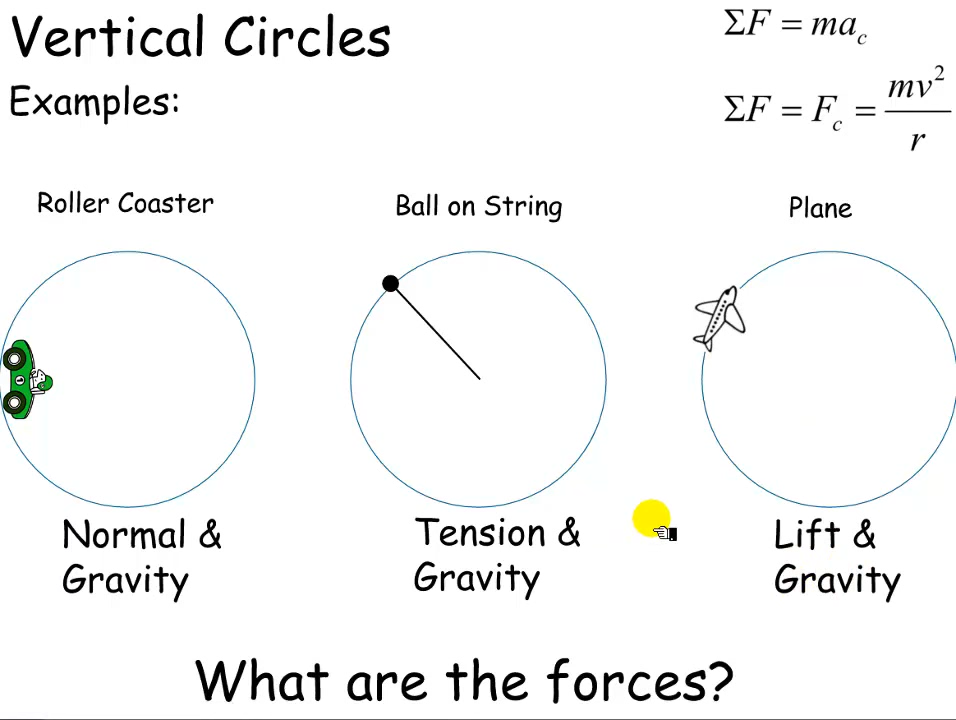 Vertical Circles
ΣF = ma_c
Examples:
ΣF = F_c = mv²/r
Roller Coaster
Ball on String
Plane
Normal &
Gravity
Tension &
Gravity
Lift &
Gravity
What are the forces?